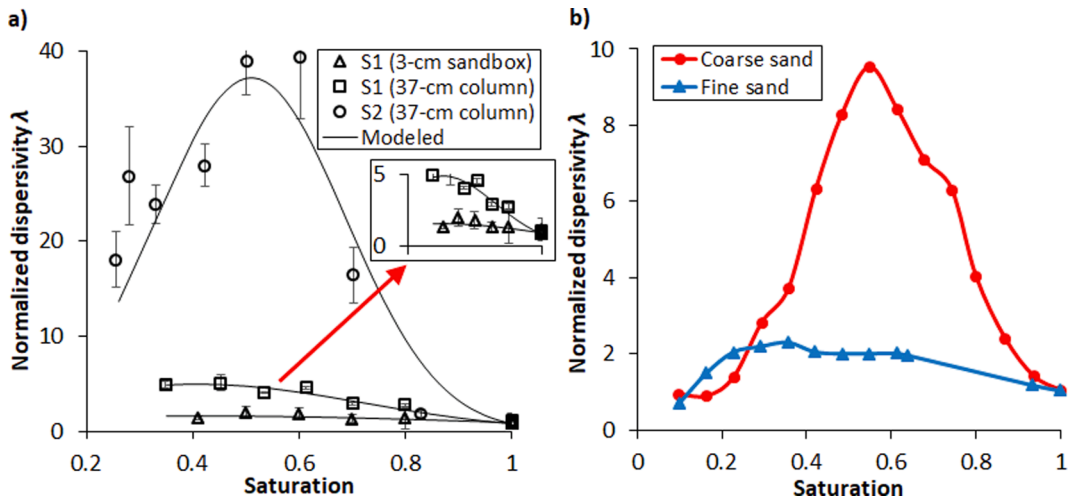 a)
Normalized dispersivity λ
40
30
20
10
0
0.2
0.4
0.6
0.8
1
Saturation
S1 (3-cm sandbox)
S1 (37-cm column)
S2 (37-cm column)
Modeled
5
0
b)
Normalized dispersivity λ
10
8
6
4
2
0
0
0.2
0.4
0.6
0.8
1
Saturation
Coarse sand
Fine sand